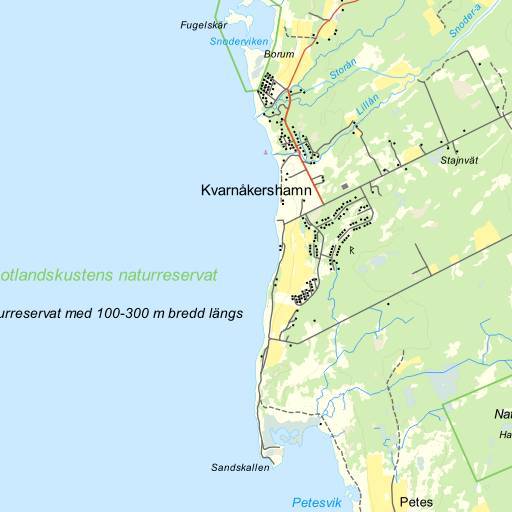 Fugelskär
Snoderviken
Borum
Snoder-a
Storån
Lillån
Stajnvät
Kvarnåkershamn
R
otlandskustens naturreservat
urreservat med 100-300 m bredd längs
Nat
Ha
Sandskallen
Petesvik
Petes